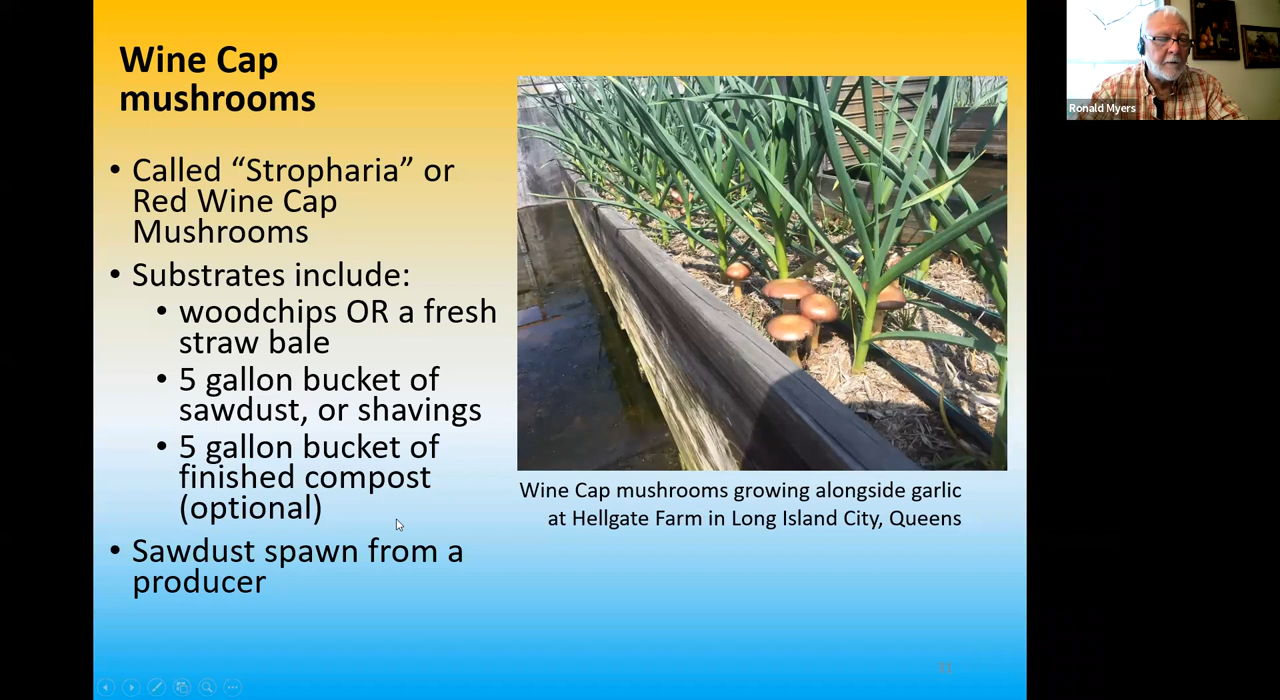 Wine Cap
mushrooms
• Called “Stropharia” or
Red Wine Cap
Mushrooms
• Substrates include:
• woodchips OR a fresh
straw bale
• 5 gallon bucket of
sawdust, or shavings
• 5 gallon bucket of
finished compost
(optional)
• Sawdust spawn from a
producer
Wine Cap mushrooms growing alongside garlic
at Hellgate Farm in Long Island City, Queens
Ronald Myers